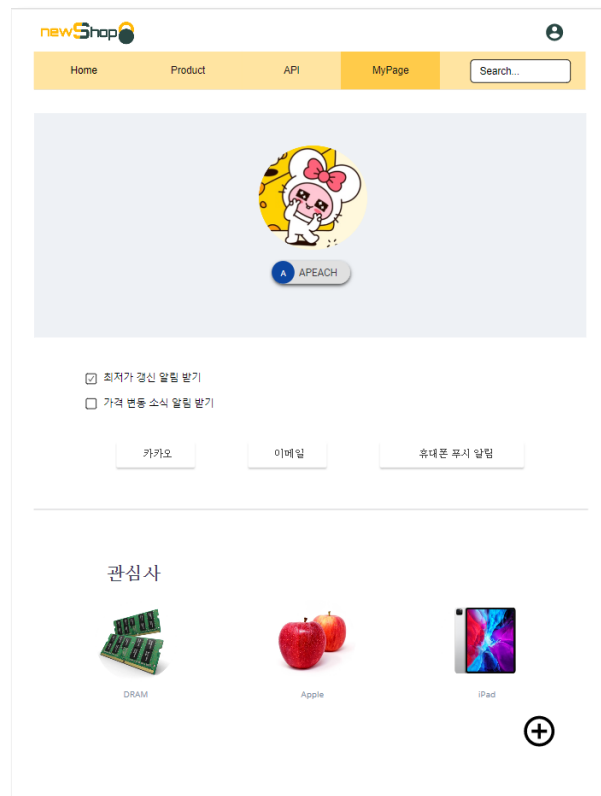 newShop
Home Product API MyPage Search...
A APEACH
최저가 갱신 알림 받기
가격 변동 소식 알림 받기
카카오 이메일 휴대폰 푸시 알림
관심사
DRAM Apple iPad